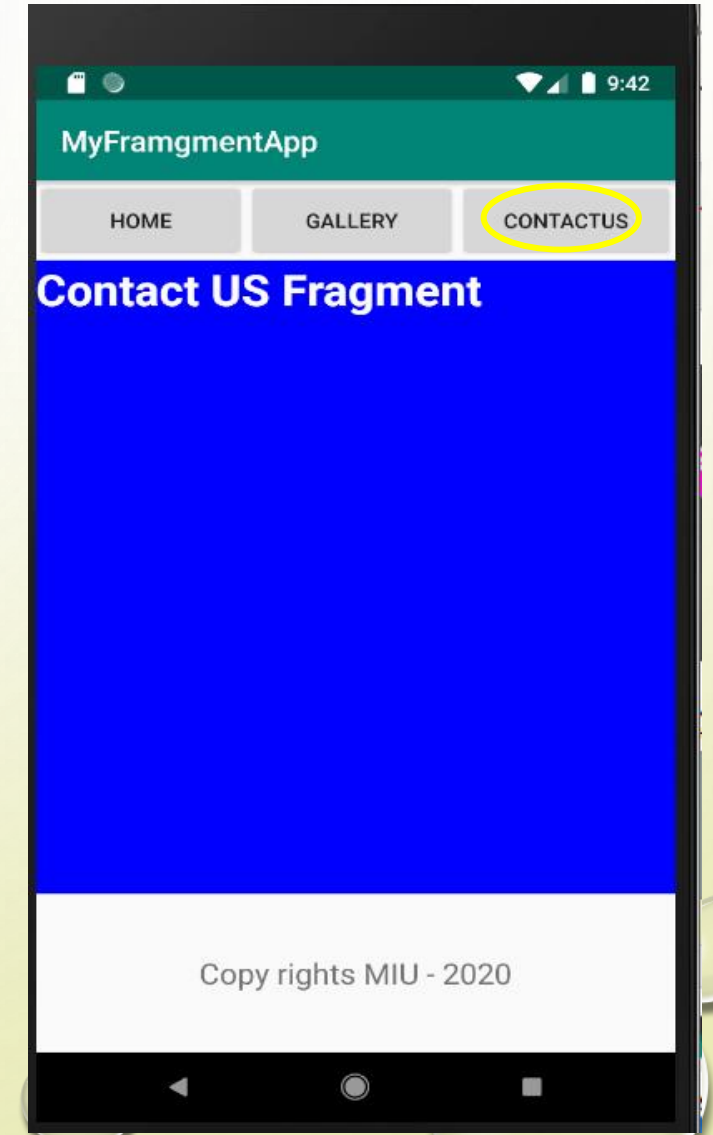 9:42
MyFramgmentApp
HOME GALLERY CONTACTUS
Contact US Fragment
Copy rights MIU - 2020